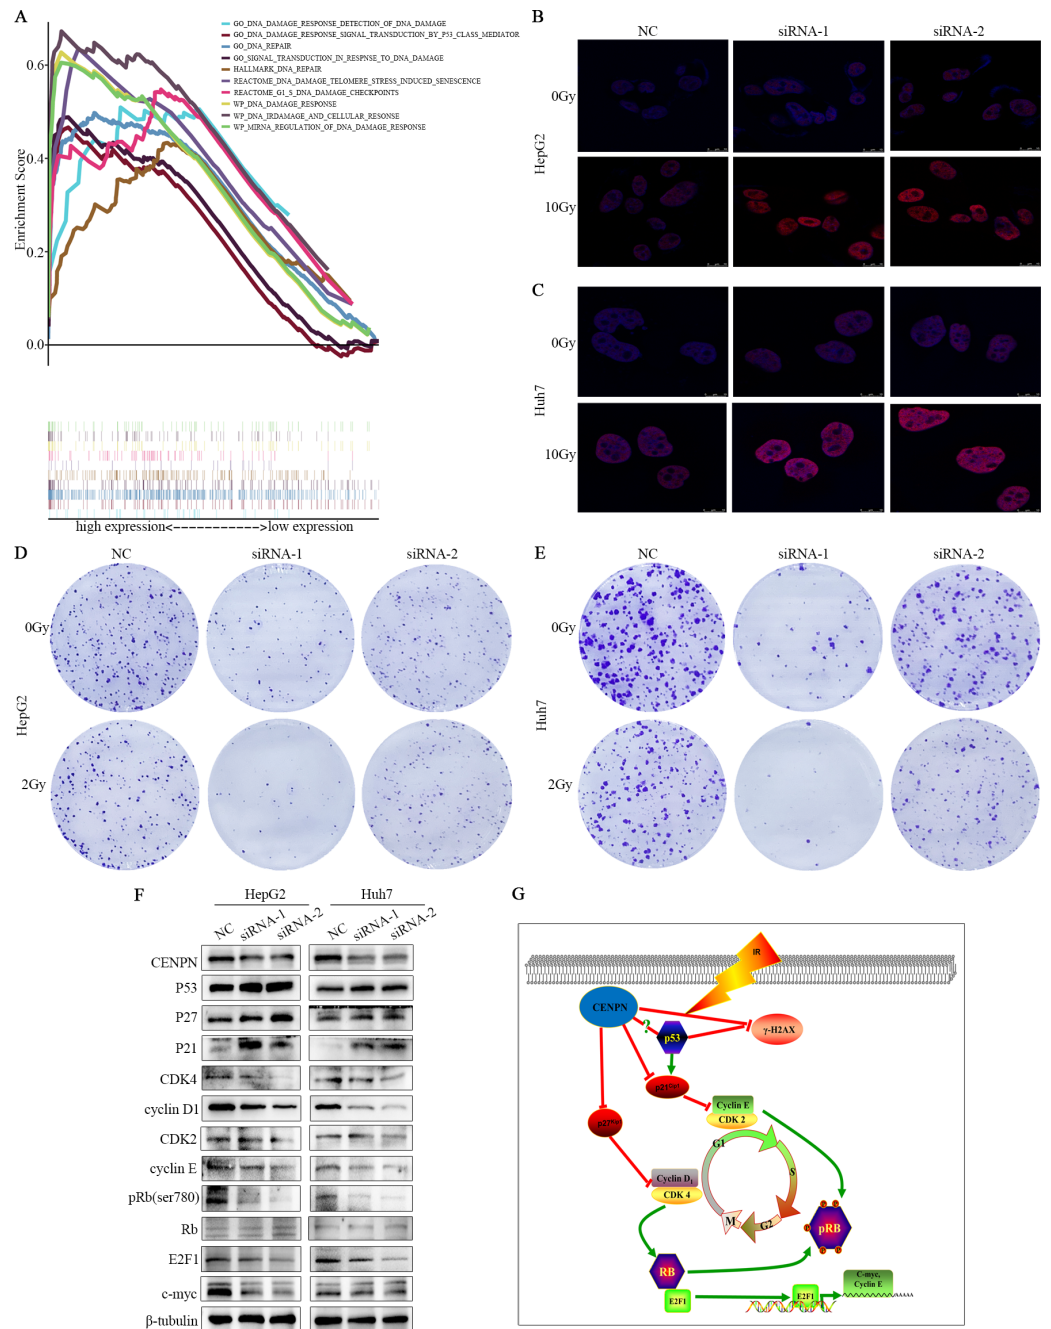 A
GO_DNA_DAMAGE_RESPONSE_DETECTION_OF_DNA_DAMAGE
GO_DNA_DAMAGE_RESPONSE_SIGNAL_TRANSDUCTION_BY_P53_CLASS_MEDIATOR
GO_DNA_REPAIR
GO_SIGNAL_TRANSDUCTION_IN_RESPNSE_TO_DNA_DAMAGE
HALLMARK_DNA_REPAIR
REACTOME_DNA_DAMAGE_TELOMERE_STRESS_INDUCED_SENESCENCE
REACTOME_G1_S_DNA_DAMAGE_CHECKPOINTS
WP_DNA_DAMAGE_RESPONSE
WP_DNA_IRDAMAGE_AND_CELLULAR_RESONSE
WP_MIRNA_REGULATION_OF_DNA_DAMAGE_RESPONSE
Enrichment Score
0.6
0.4
0.2
0.0
high expression<------------>low expression
B
NC siRNA-1 siRNA-2
HepG2
0Gy
10Gy
C
Huh7
0Gy
10Gy
D
NC siRNA-1 siRNA-2
HepG2
0Gy
2Gy
E
NC siRNA-1 siRNA-2
Huh7
0Gy
2Gy
F
HepG2 Huh7
NC siRNA-1 siRNA-2 NC siRNA-1 siRNA-2
CENPN
P53
P27
P21
CDK4
cyclin D1
CDK2
cyclin E
pRb(ser780)
Rb
E2F1
c-myc
β-tubulin
G
IR
CENPN
?
p53
γ-H2AX
p21
p27
Cyclin E
CDK 2
Cyclin D1
CDK 4
G1
S
G2
M
pRB
RB
E2F1
E2F1
C-myc,
Cyclin E
AAAA